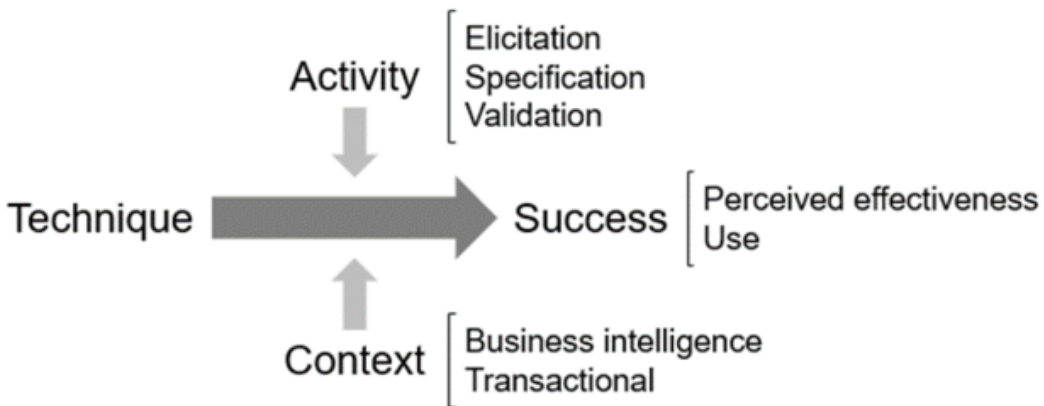 Activity
Elicitation
Specification
Validation
Technique
Success
Perceived effectiveness
Use
Context
Business intelligence
Transactional